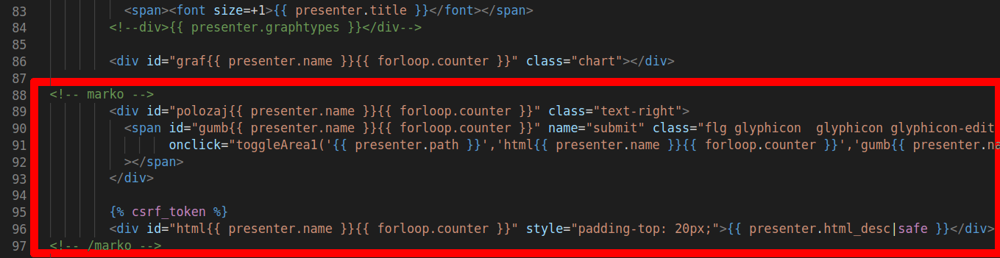 83 <span><font size=+1>{{ presenter.title }}</font></span>
84 <!--div>{{ presenter.graphtypes }}</div-->
85
86 <div id="graf{{ presenter.name }}{{ forloop.counter }}" class="chart"></div>
87
88 <!-- marko -->
89 <div id="polozaj{{ presenter.name }}{{ forloop.counter }}" class="text-right">
90 <span id="gumb{{ presenter.name }}{{ forloop.counter }}" name="submit" class="flg glyphicon  glyphicon glyphicon-edit
91 onclick="toggleArea1('{{ presenter.path }}','html{{ presenter.name }}{{ forloop.counter }}','gumb{{ presenter.na
92 ></span>
93 </div>
94
95 {% csrf_token %}
96 <div id="html{{ presenter.name }}{{ forloop.counter }}" style="padding-top: 20px;">{{ presenter.html_desc|safe }}</div>
97 <!-- /marko -->